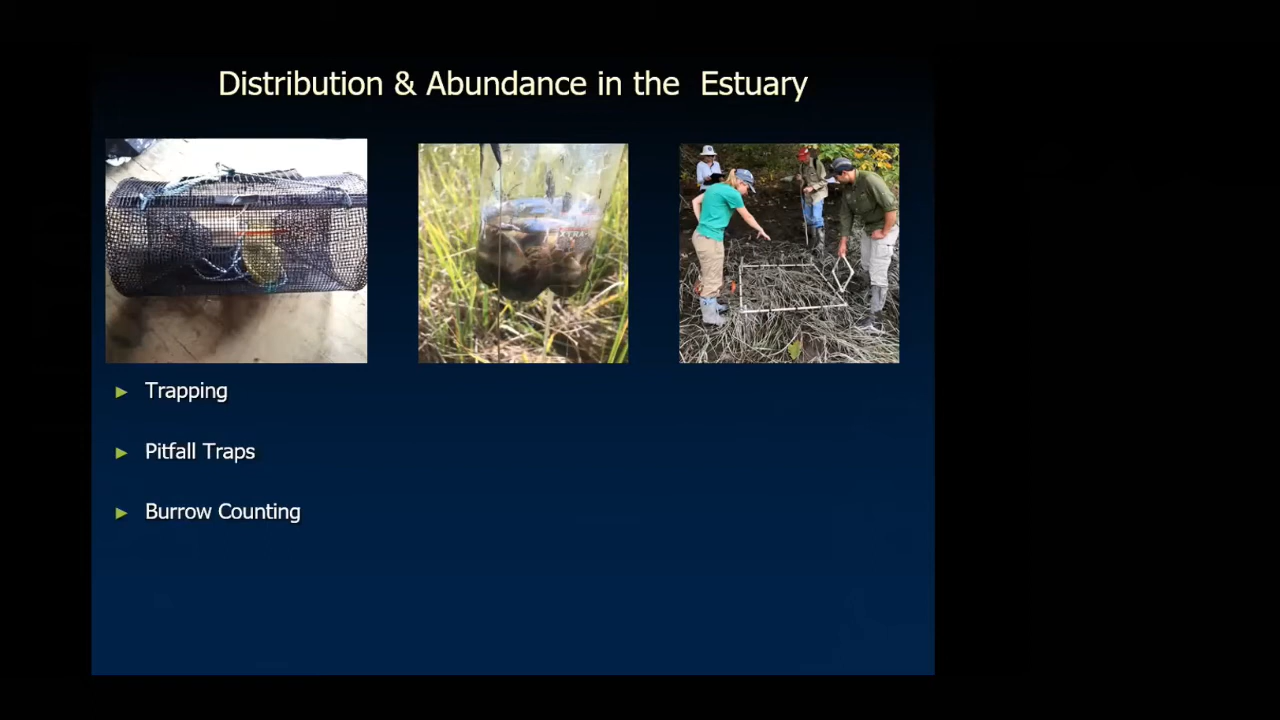 Distribution & Abundance in the Estuary
► Trapping
► Pitfall Traps
► Burrow Counting